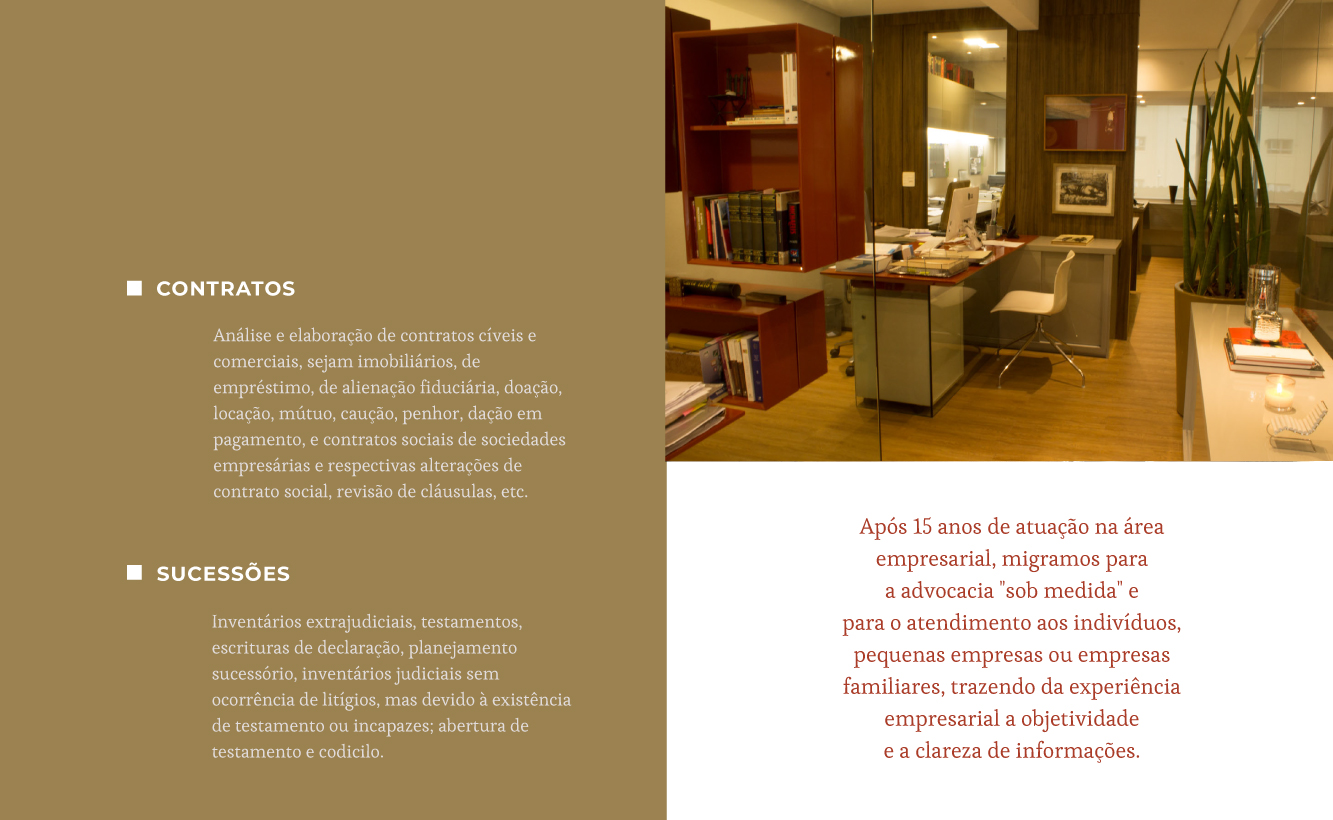 CONTRATOS
Análise e elaboração de contratos cíveis e
comerciais, sejam imobiliários, de
empréstimo, de alienação fiduciária, doação,
locação, mútuo, caução, penhor, dação em
pagamento, e contratos sociais de sociedades
empresárias e respectivas alterações de
contrato social, revisão de cláusulas, etc.
SUCESSÕES
Inventários extrajudiciais, testamentos,
escrituras de declaração, planejamento
sucessório, inventários judiciais sem
ocorrência de litígios, mas devido à existência
de testamento ou incapazes; abertura de
testamento e codicilo.
Após 15 anos de atuação na área
empresarial, migramos para
a advocacia "sob medida" e
para o atendimento aos indivíduos,
pequenas empresas ou empresas
familiares, trazendo da experiência
empresarial a objetividade
e a clareza de informações.